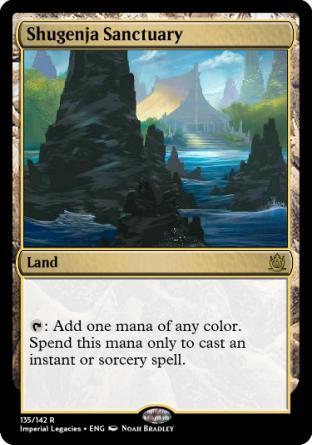 Shugenja Sanctuary
Land
: Add one mana of any color.
Spend this mana only to cast an
instant or sorcery spell.
135/142 R
Imperial Legacies • ENG Noah Bradley